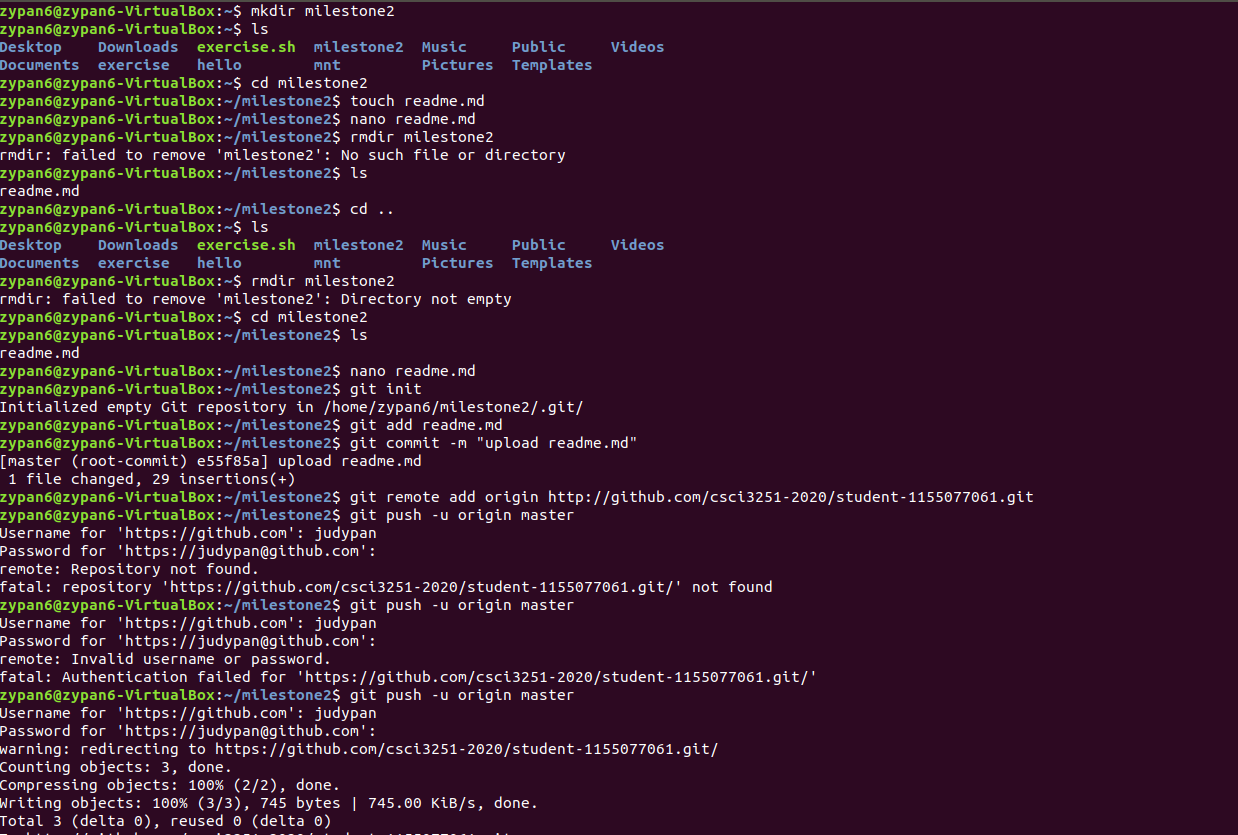 zypan6@zypan6-VirtualBox:~$ mkdir milestone2
zypan6@zypan6-VirtualBox:~$ ls
Desktop    Downloads  exercise.sh  milestone2  Music     Public     Videos
Documents  exercise   hello        mnt         Pictures  Templates
zypan6@zypan6-VirtualBox:~$ cd milestone2
zypan6@zypan6-VirtualBox:~/milestone2$ touch readme.md
zypan6@zypan6-VirtualBox:~/milestone2$ nano readme.md
zypan6@zypan6-VirtualBox:~/milestone2$ rmdir milestone2
rmdir: failed to remove 'milestone2': No such file or directory
zypan6@zypan6-VirtualBox:~/milestone2$ ls
readme.md
zypan6@zypan6-VirtualBox:~/milestone2$ cd ..
zypan6@zypan6-VirtualBox:~$ ls
Desktop    Downloads  exercise.sh  milestone2  Music     Public     Videos
Documents  exercise   hello        mnt         Pictures  Templates
zypan6@zypan6-VirtualBox:~$ rmdir milestone2
rmdir: failed to remove 'milestone2': Directory not empty
zypan6@zypan6-VirtualBox:~$ cd milestone2
zypan6@zypan6-VirtualBox:~/milestone2$ ls
readme.md
zypan6@zypan6-VirtualBox:~/milestone2$ nano readme.md
zypan6@zypan6-VirtualBox:~/milestone2$ git init
Initialized empty Git repository in /home/zypan6/milestone2/.git/
zypan6@zypan6-VirtualBox:~/milestone2$ git add readme.md
zypan6@zypan6-VirtualBox:~/milestone2$ git commit -m "upload readme.md"
[master (root-commit) e55f85a] upload readme.md
 1 file changed, 29 insertions(+)
zypan6@zypan6-VirtualBox:~/milestone2$ git remote add origin http://github.com/csci3251-2020/student-1155077061.git
zypan6@zypan6-VirtualBox:~/milestone2$ git push -u origin master
Username for 'https://github.com': judypan
Password for 'https://judypan@github.com':
remote: Repository not found.
fatal: repository 'https://github.com/csci3251-2020/student-1155077061.git/' not found
zypan6@zypan6-VirtualBox:~/milestone2$ git push -u origin master
Username for 'https://github.com': judypan
Password for 'https://judypan@github.com':
remote: Invalid username or password.
fatal: Authentication failed for 'https://github.com/csci3251-2020/student-1155077061.git/'
zypan6@zypan6-VirtualBox:~/milestone2$ git push -u origin master
Username for 'https://github.com': judypan
Password for 'https://judypan@github.com':
warning: redirecting to https://github.com/csci3251-2020/student-1155077061.git/
Counting objects: 3, done.
Compressing objects: 100% (2/2), done.
Writing objects: 100% (3/3), 745 bytes | 745.00 KiB/s, done.
Total 3 (delta 0), reused 0 (delta 0)